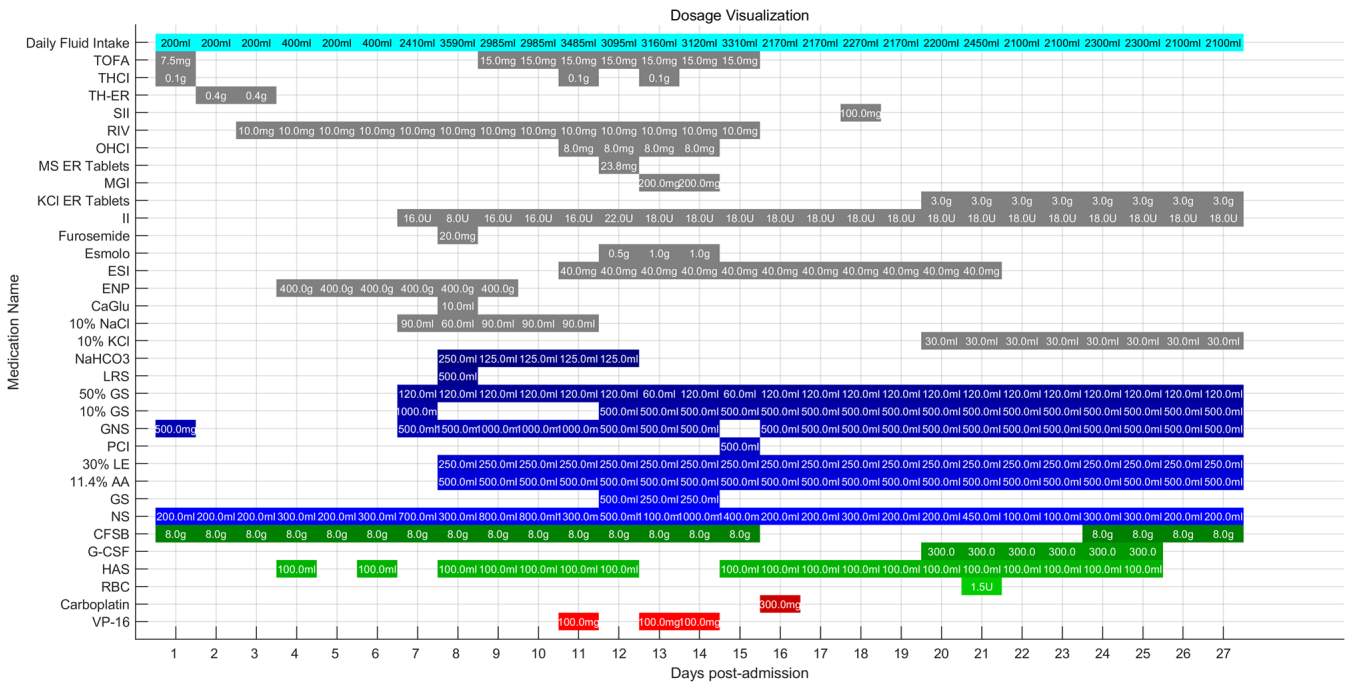 Dosage Visualization
Daily Fluid Intake 200ml 200ml 200ml 400ml 200ml 400ml 2410ml 3590ml 2985ml 2985ml 3485ml 3095ml 3160ml 3120ml 3310ml 2170ml 2170ml 2270ml 2170ml 2200ml 2450ml 2100ml 2100ml 2300ml 2300ml 2100ml 2100ml
TOFA 7.5mg 15.0mg 15.0mg 15.0mg 15.0mg 15.0mg 15.0mg 15.0mg
THCI 0.1g 0.1g 0.1g
TH-ER 0.4g 0.4g
SII 100.0mg
RIV 10.0mg 10.0mg 10.0mg 10.0mg 10.0mg 10.0mg 10.0mg 10.0mg 10.0mg 10.0mg 10.0mg 10.0mg 10.0mg
OHCI 8.0mg 8.0mg 8.0mg 8.0mg
MS ER Tablets 23.8mg
MGI 200.0mg 200.0mg
KCl ER Tablets 3.0g 3.0g 3.0g 3.0g 3.0g 3.0g 3.0g 3.0g
II 16.0U 8.0U 16.0U 16.0U 16.0U 22.0U 18.0U 18.0U 18.0U 18.0U 18.0U 18.0U 18.0U 18.0U 18.0U 18.0U 18.0U 18.0U 18.0U 18.0U 18.0U
Furosemide 20.0mg
Esmolo 0.5g 1.0g 1.0g
ESI 40.0mg 40.0mg 40.0mg 40.0mg 40.0mg 40.0mg 40.0mg 40.0mg 40.0mg 40.0mg 40.0mg
ENP 400.0g 400.0g 400.0g 400.0g 400.0g 400.0g
CaGlu 10.0ml
10% NaCl 90.0ml 60.0ml 90.0ml 90.0ml 90.0ml
10% KCl 30.0ml 30.0ml 30.0ml 30.0ml 30.0ml 30.0ml 30.0ml 30.0ml
NaHCO3 250.0ml 125.0ml 125.0ml 125.0ml 125.0ml
LRS 500.0ml
50% GS 120.0ml 120.0ml 120.0ml 120.0ml 120.0ml 120.0ml 60.0ml 120.0ml 60.0ml 120.0ml 120.0ml 120.0ml 120.0ml 120.0ml 120.0ml 120.0ml 120.0ml 120.0ml 120.0ml 120.0ml 120.0ml
10% GS 1000.0m 500.0ml 500.0ml 500.0ml 500.0ml 500.0ml 500.0ml 500.0ml 500.0ml 500.0ml 500.0ml 500.0ml 500.0ml 500.0ml 500.0ml 500.0ml 500.0ml
GNS 500.0mg 500.0ml 1500.0ml 1000.0ml 1000.0ml 1000.0ml 500.0ml 500.0ml 500.0ml 500.0ml 500.0ml 500.0ml 500.0ml 500.0ml 500.0ml 500.0ml 500.0ml 500.0ml 500.0ml 500.0ml 500.0ml
PCI 500.0ml
30% LE 250.0ml 250.0ml 250.0ml 250.0ml 250.0ml 250.0ml 250.0ml 250.0ml 250.0ml 250.0ml 250.0ml 250.0ml 250.0ml 250.0ml 250.0ml 250.0ml 250.0ml 250.0ml 250.0ml 250.0ml
11.4% AA 500.0ml 500.0ml 500.0ml 500.0ml 500.0ml 500.0ml 500.0ml 500.0ml 500.0ml 500.0ml 500.0ml 500.0ml 500.0ml 500.0ml 500.0ml 500.0ml 500.0ml 500.0ml 500.0ml 500.0ml
GS 500.0ml 250.0ml 250.0ml
NS 200.0ml 200.0ml 200.0ml 300.0ml 200.0ml 300.0ml 700.0ml 300.0ml 800.0ml 800.0ml 1300.0ml 500.0ml 1100.0ml 1000.0ml 1400.0m 200.0ml 200.0ml 300.0ml 200.0ml 200.0ml 450.0ml 100.0ml 100.0ml 300.0ml 300.0ml 200.0ml 200.0ml
CFSB 8.0g 8.0g 8.0g 8.0g 8.0g 8.0g 8.0g 8.0g 8.0g 8.0g 8.0g 8.0g 8.0g 8.0g 8.0g 8.0g 8.0g 8.0g 8.0g
G-CSF 300.0 300.0 300.0 300.0 300.0 300.0
HAS 100.0ml 100.0ml 100.0ml 100.0ml 100.0ml 100.0ml 100.0ml 100.0ml 100.0ml 100.0ml 100.0ml 100.0ml 100.0ml 100.0ml 100.0ml 100.0ml 100.0ml 100.0ml
RBC 1.5U
Carboplatin 300.0mg
VP-16 100.0mg 100.0mg 100.0mg
1 2 3 4 5 6 7 8 9 10 11 12 13 14 15 16 17 18 19 20 21 22 23 24 25 26 27
Days post-admission
Medication Name